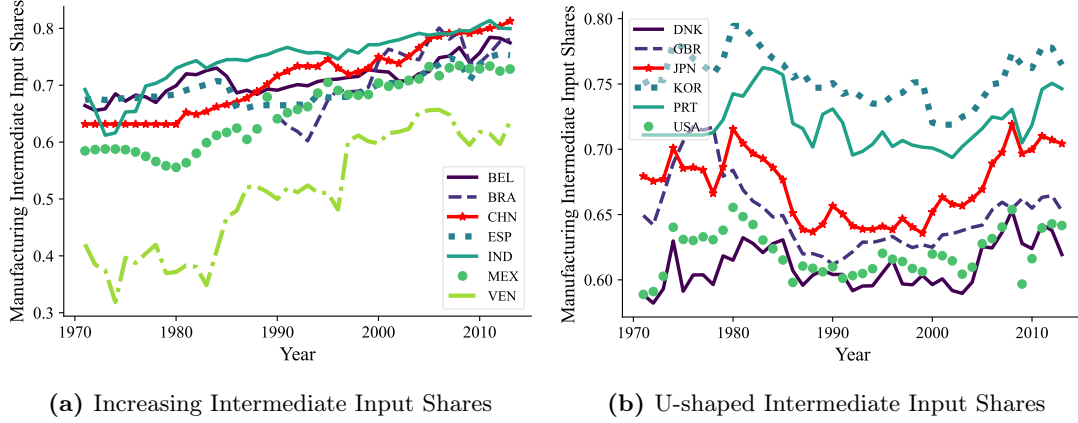 Manufacturing Intermediate Input Shares
0.8
0.7
0.6
0.5
0.4
0.3
1970
1980
1990
2000
2010
Year
BEL
BRA
CHN
ESP
IND
MEX
VEN
(a) Increasing Intermediate Input Shares
Manufacturing Intermediate Input Shares
0.80
0.75
0.70
0.65
0.60
1970
1980
1990
2000
2010
Year
DNK
GBR
JPN
KOR
PRT
USA
(b) U-shaped Intermediate Input Shares